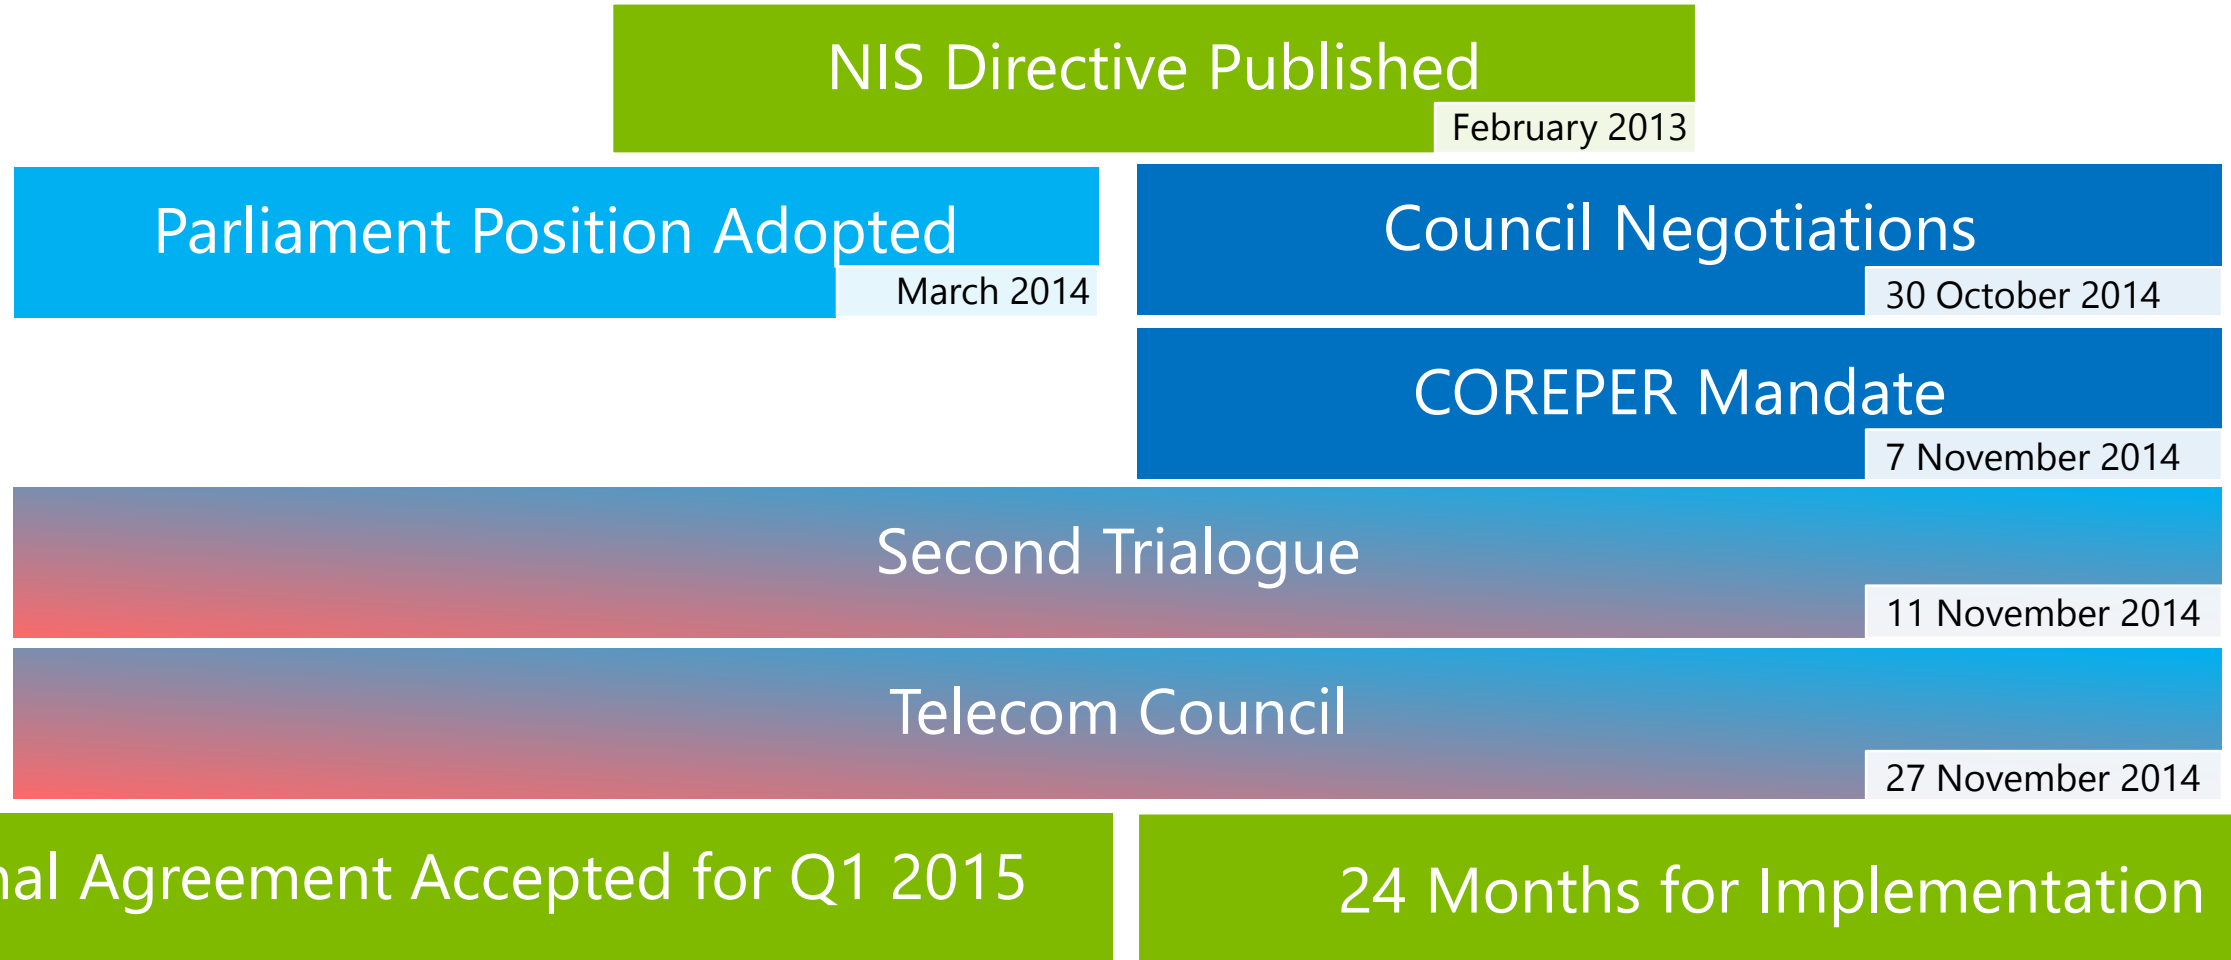 NIS Directive Published
February 2013
Parliament Position Adopted
March 2014
Council Negotiations
30 October 2014
COREPER Mandate
7 November 2014
Second Trialogue
11 November 2014
Telecom Council
27 November 2014
Agreement Accepted for Q1 2015
24 Months for Implementation